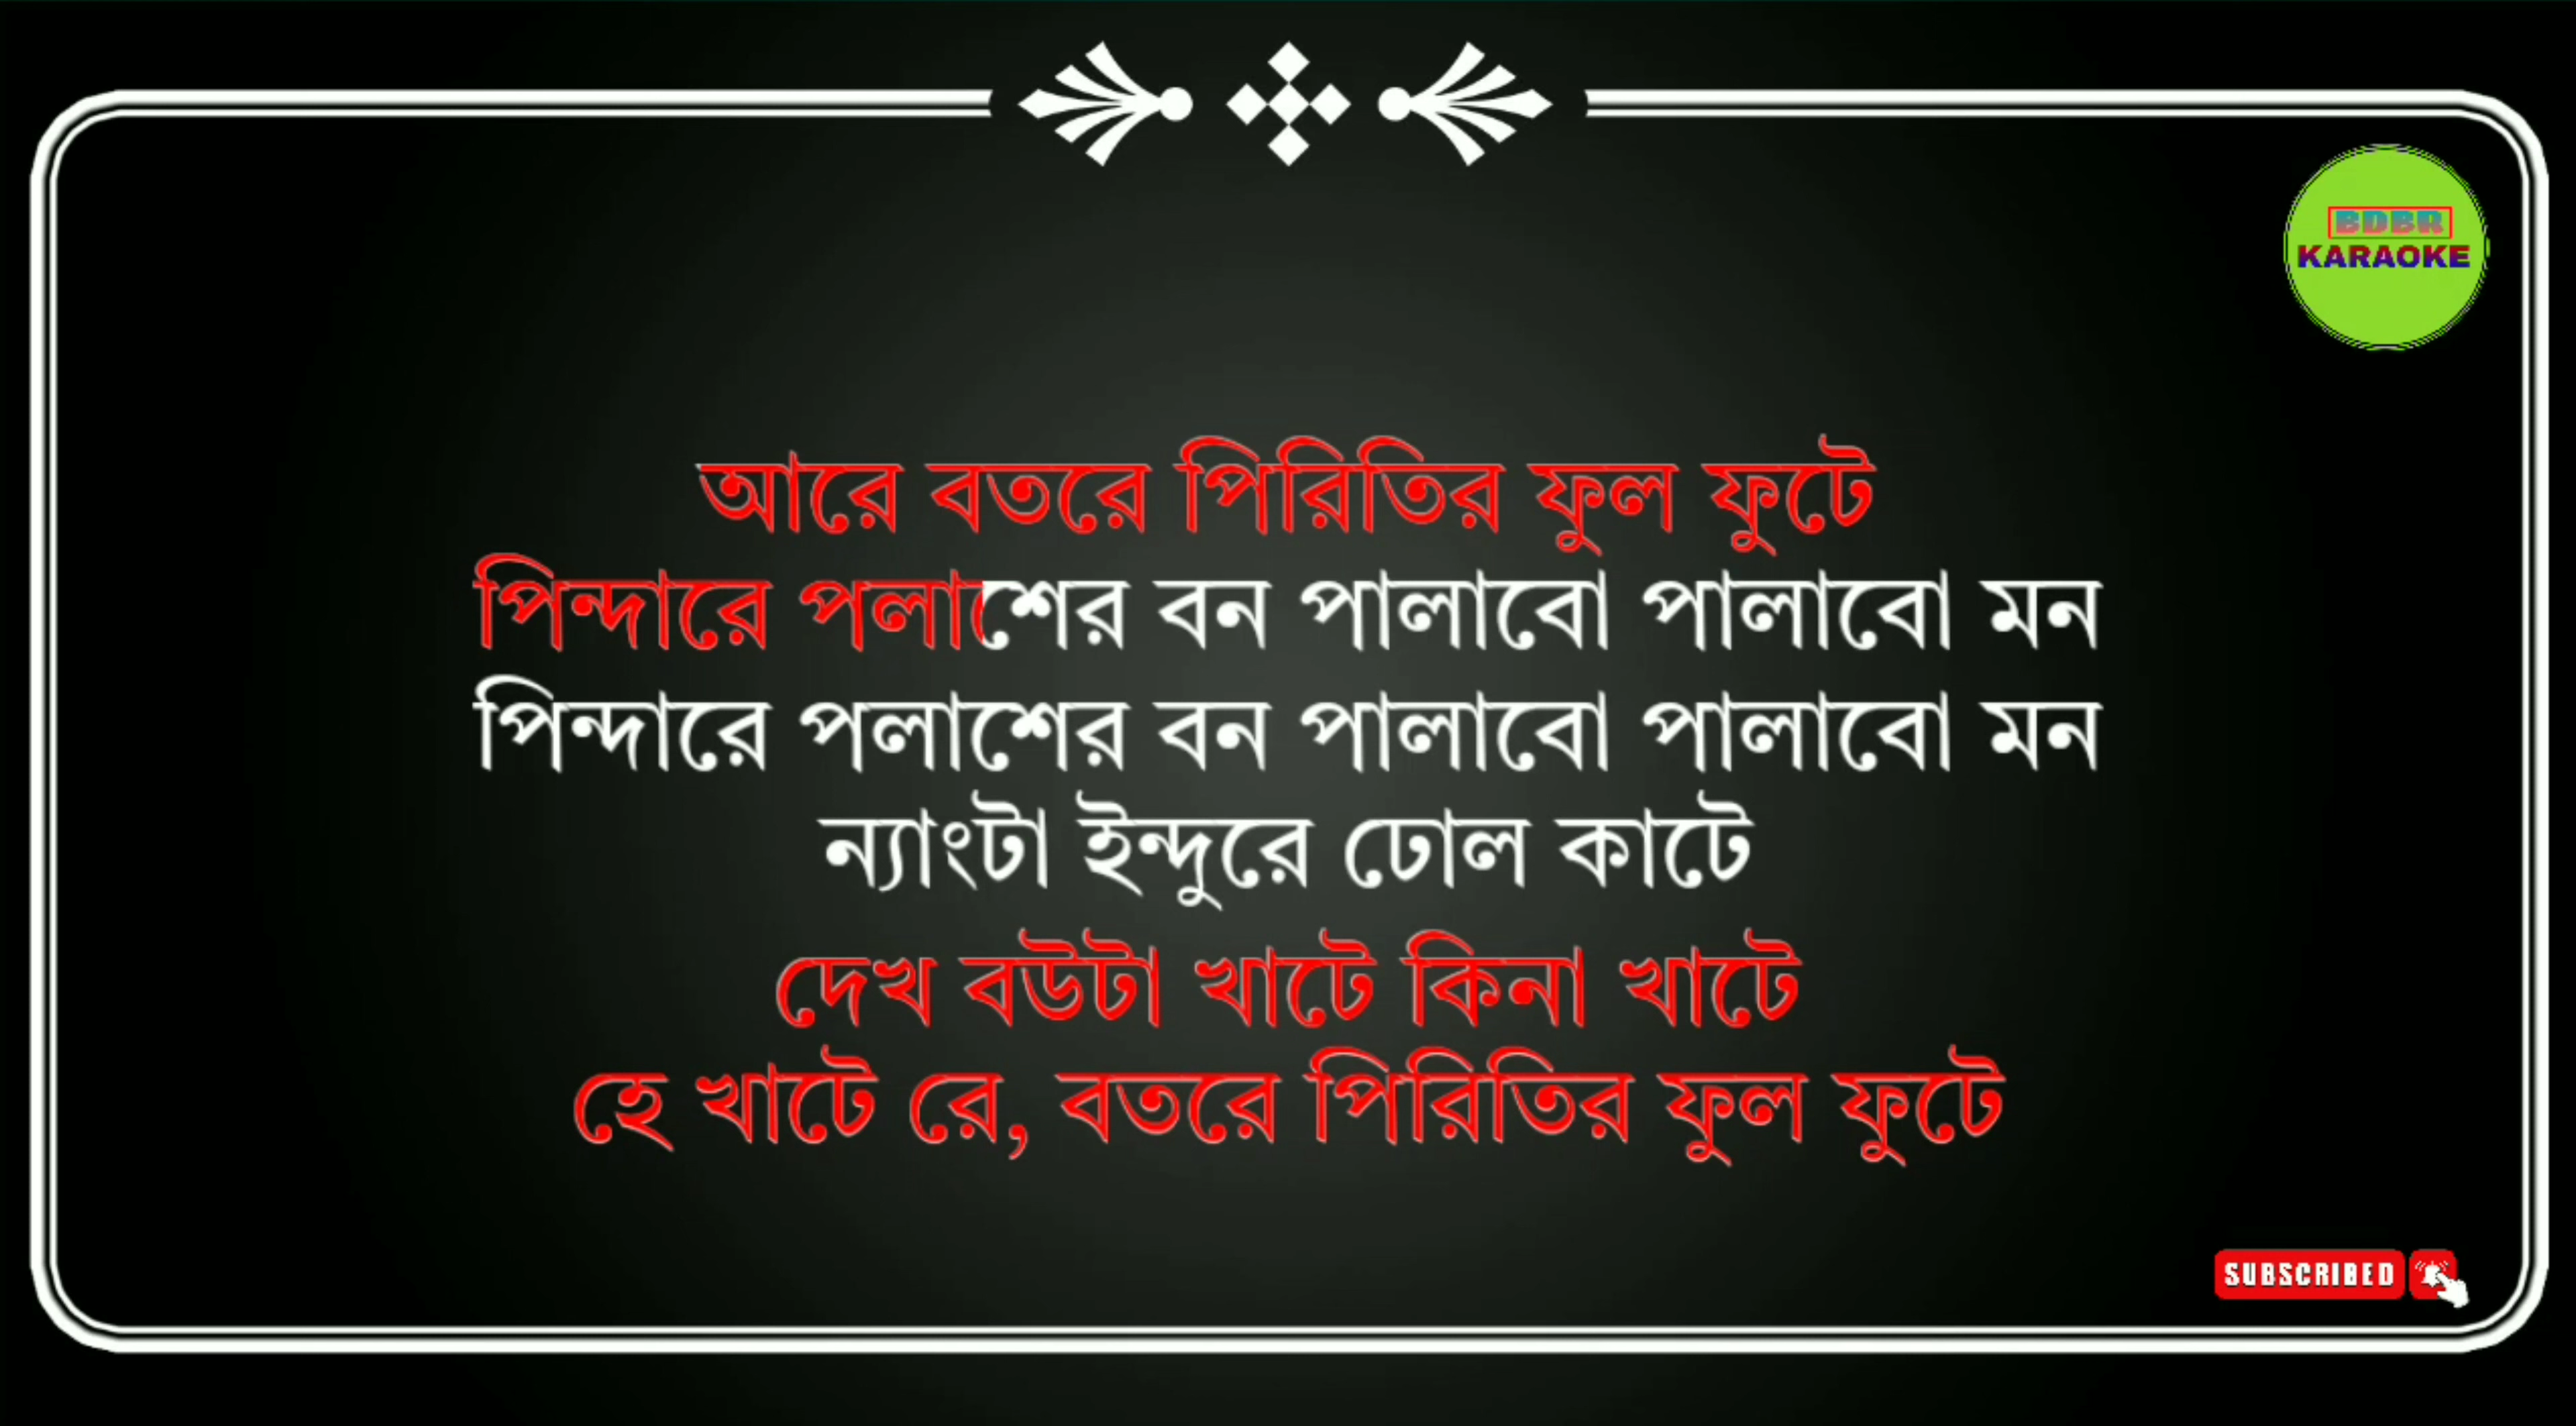 BDBR
KARAOKE
আরে বতরে পিরিতির ফুল ফুটে
পিন্দারে পলাশের বন পালাবো পালাবো মন
পিন্দারে পলাশের বন পালাবো পালাবো মন
ন্যাংটা ইন্দুরে ঢোল কাটে
দেখ বউটা খাটে কিনা খাটে
হে খাটে রে, বতরে পিরিতির ফুল ফুটে
SUBSCRIBED